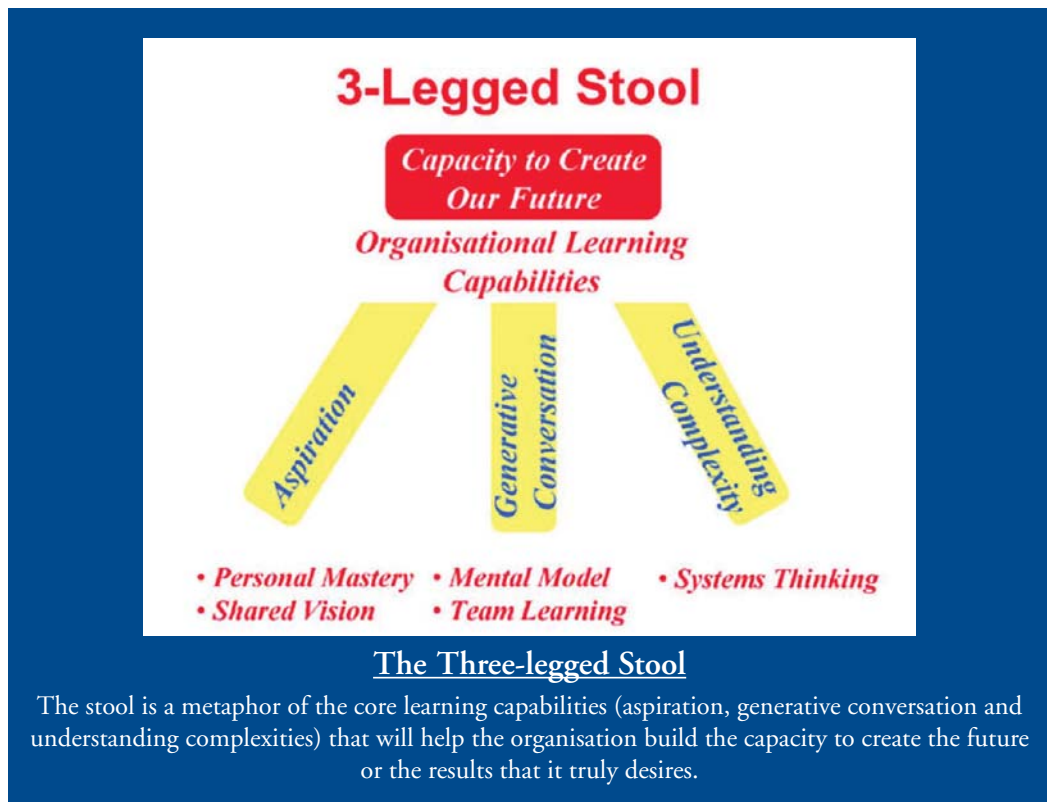 3-Legged Stool
Capacity to Create
Our Future
Organisational Learning
Capabilities
Aspiration
Generative
Conversation
Understanding
Complexity
• Personal Mastery
• Shared Vision
• Mental Model
• Team Learning
• Systems Thinking
The Three-legged Stool
The stool is a metaphor of the core learning capabilities (aspiration, generative conversation and
understanding complexities) that will help the organisation build the capacity to create the future
or the results that it truly desires.